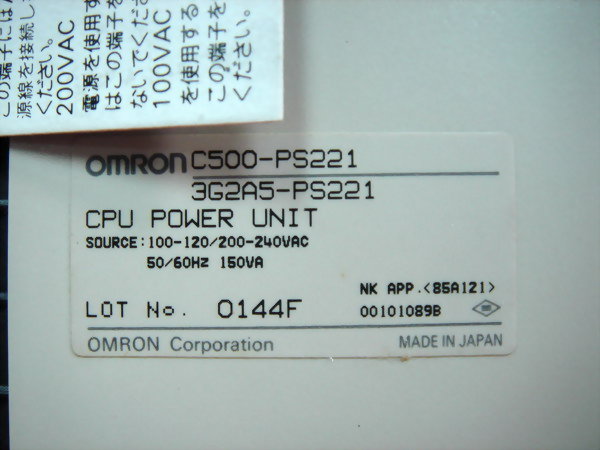 この端子には
源線を接続し
ください。
200VAC
電源を使用す
はこの端子を
ないでくださ
100VAC
を使用する
この端子を
ください。
OMRON C500-PS221
3G2A5-PS221
CPU POWER UNIT
SOURCE:100-120/200-240VAC
50/60Hz 150VA
NK APP.<85A121>
LOT No. 0144F 00101089B
OMRON Corporation MADE IN JAPAN